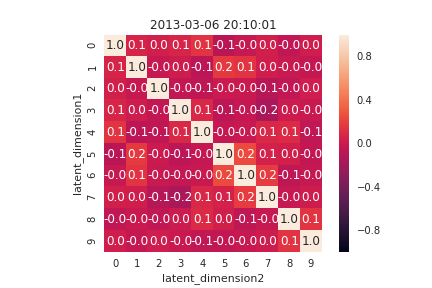 2013-03-06 20:10:01
0 1.0 0.1 0.0 0.1 0.1 -0.1 -0.0 0.0 -0.0 0.0
1 0.1 1.0 -0.0 0.0 -0.1 0.2 0.1 0.0 -0.0 -0.0
2 0.0 -0.0 1.0 -0.0 -0.1 -0.0 -0.0 -0.1 -0.0 0.0
3 0.1 0.0 -0.0 1.0 0.1 -0.1 -0.0 -0.2 0.0 -0.0
4 0.1 -0.1 -0.1 0.1 1.0 -0.0 -0.0 0.1 0.1 -0.1
5 -0.1 0.2 -0.0 -0.1 -0.0 1.0 0.2 0.1 0.0 -0.0
6 -0.0 0.1 -0.0 -0.0 -0.0 0.2 1.0 0.2 -0.1 -0.0
7 0.0 0.0 -0.1 -0.2 0.1 0.1 0.2 1.0 -0.0 0.0
8 -0.0 -0.0 -0.0 0.0 0.1 0.0 -0.1 -0.0 1.0 0.1
9 0.0 -0.0 0.0 -0.0 -0.1 -0.0 -0.0 0.0 0.1 1.0
0 1 2 3 4 5 6 7 8 9
latent_dimension2
latent_dimension1
0.8
0.4
0.0
−0.4
−0.8